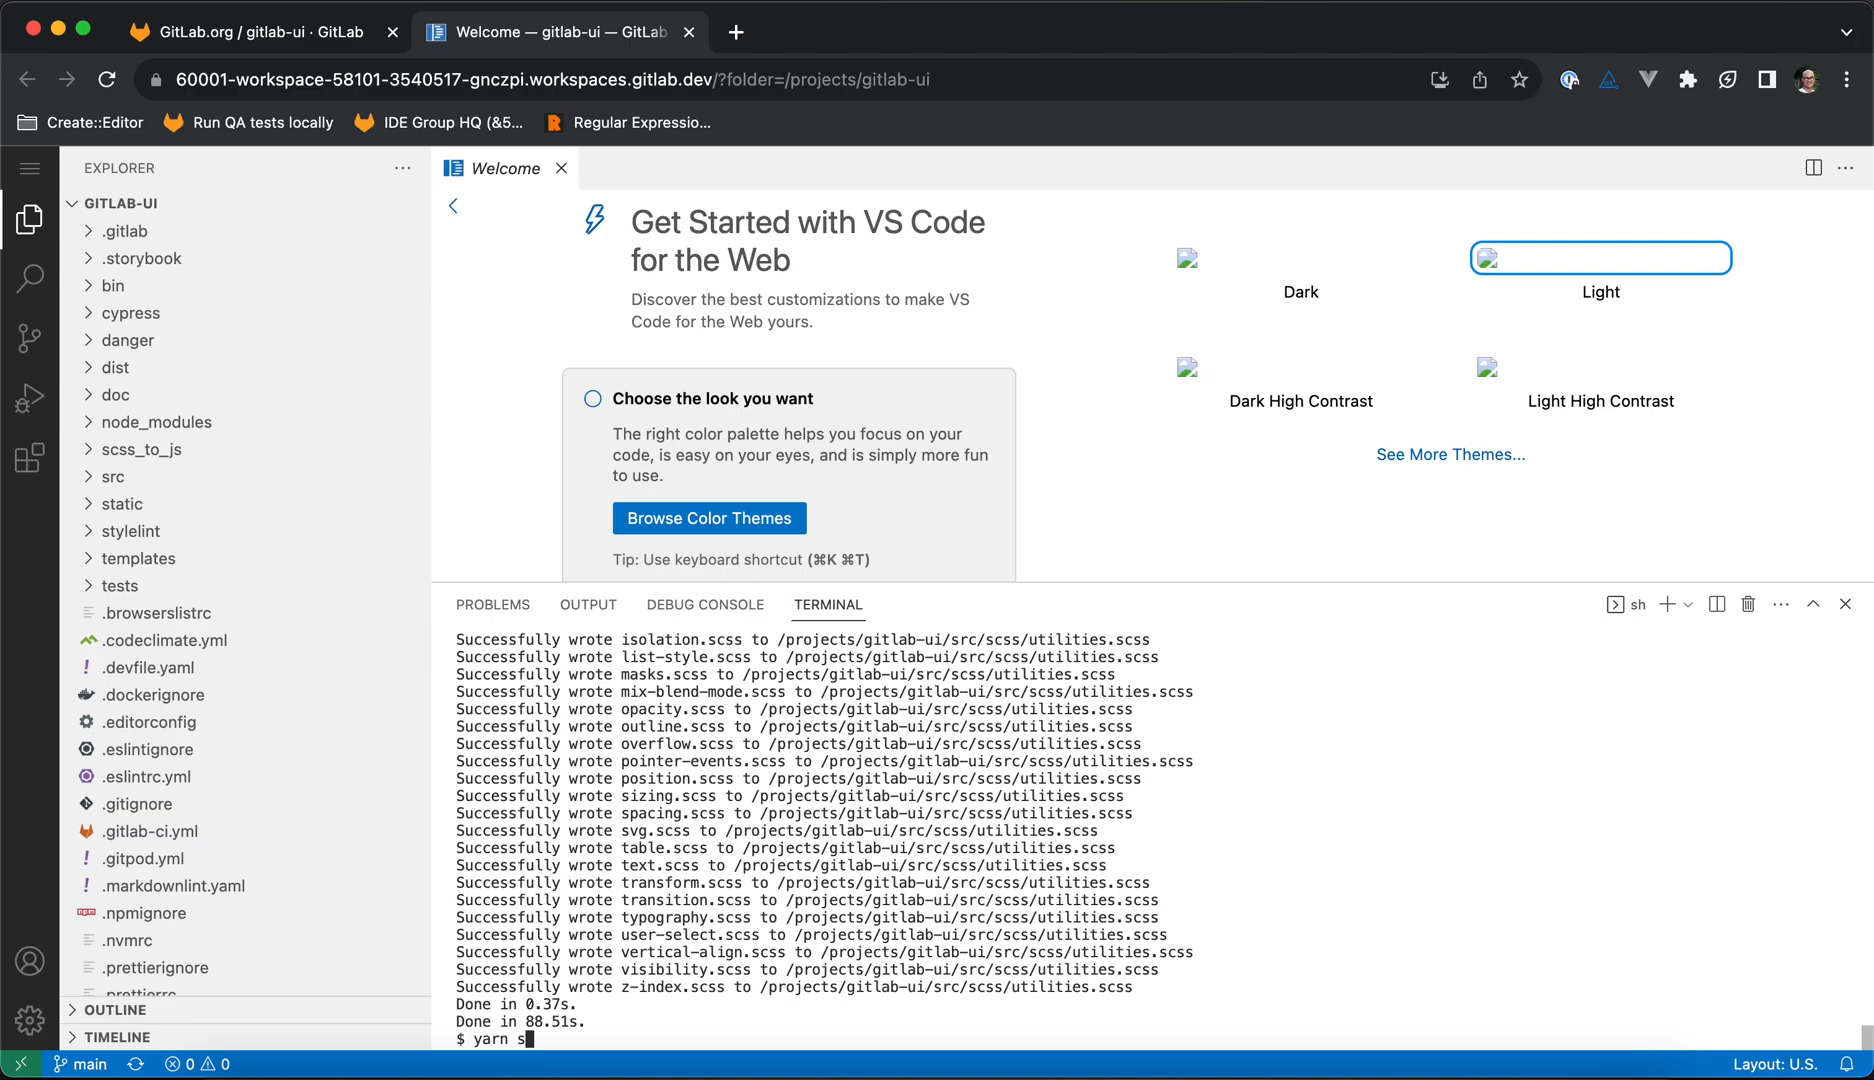 GitLab.org / gitlab-ui · GitLab
Welcome — gitlab-ui — GitLab
60001-workspace-58101-3540517-gnczpi.workspaces.gitlab.dev/?folder=/projects/gitlab-ui
Create::Editor
Run QA tests locally
IDE Group HQ (&5...
Regular Expressio...
EXPLORER
GITLAB-UI
.gitlab
.storybook
bin
cypress
danger
dist
doc
node_modules
scss_to_js
src
static
stylelint
templates
tests
.browserslistrc
.codeclimate.yml
.devfile.yaml
.dockerignore
.editorconfig
.eslintignore
.eslintrc.yml
.gitignore
.gitlab-ci.yml
.gitpod.yml
.markdownlint.yaml
.npmignore
.nvmrc
.prettierignore
.prettierrc
OUTLINE
TIMELINE
Welcome
Get Started with VS Code
for the Web
Discover the best customizations to make VS
Code for the Web yours.
Choose the look you want
The right color palette helps you focus on your
code, is easy on your eyes, and is simply more fun
to use.
Browse Color Themes
Tip: Use keyboard shortcut (⌘K ⌘T)
Dark
Light
Dark High Contrast
Light High Contrast
See More Themes...
PROBLEMS
OUTPUT
DEBUG CONSOLE
TERMINAL
sh
Successfully wrote isolation.scss to /projects/gitlab-ui/src/scss/utilities.scss
Successfully wrote list-style.scss to /projects/gitlab-ui/src/scss/utilities.scss
Successfully wrote masks.scss to /projects/gitlab-ui/src/scss/utilities.scss
Successfully wrote mix-blend-mode.scss to /projects/gitlab-ui/src/scss/utilities.scss
Successfully wrote opacity.scss to /projects/gitlab-ui/src/scss/utilities.scss
Successfully wrote outline.scss to /projects/gitlab-ui/src/scss/utilities.scss
Successfully wrote overflow.scss to /projects/gitlab-ui/src/scss/utilities.scss
Successfully wrote pointer-events.scss to /projects/gitlab-ui/src/scss/utilities.scss
Successfully wrote position.scss to /projects/gitlab-ui/src/scss/utilities.scss
Successfully wrote sizing.scss to /projects/gitlab-ui/src/scss/utilities.scss
Successfully wrote spacing.scss to /projects/gitlab-ui/src/scss/utilities.scss
Successfully wrote svg.scss to /projects/gitlab-ui/src/scss/utilities.scss
Successfully wrote table.scss to /projects/gitlab-ui/src/scss/utilities.scss
Successfully wrote text.scss to /projects/gitlab-ui/src/scss/utilities.scss
Successfully wrote transform.scss to /projects/gitlab-ui/src/scss/utilities.scss
Successfully wrote transition.scss to /projects/gitlab-ui/src/scss/utilities.scss
Successfully wrote typography.scss to /projects/gitlab-ui/src/scss/utilities.scss
Successfully wrote user-select.scss to /projects/gitlab-ui/src/scss/utilities.scss
Successfully wrote vertical-align.scss to /projects/gitlab-ui/src/scss/utilities.scss
Successfully wrote visibility.scss to /projects/gitlab-ui/src/scss/utilities.scss
Successfully wrote z-index.scss to /projects/gitlab-ui/src/scss/utilities.scss
Done in 0.37s.
Done in 88.51s.
$ yarn s
main
0
0
Layout: U.S.